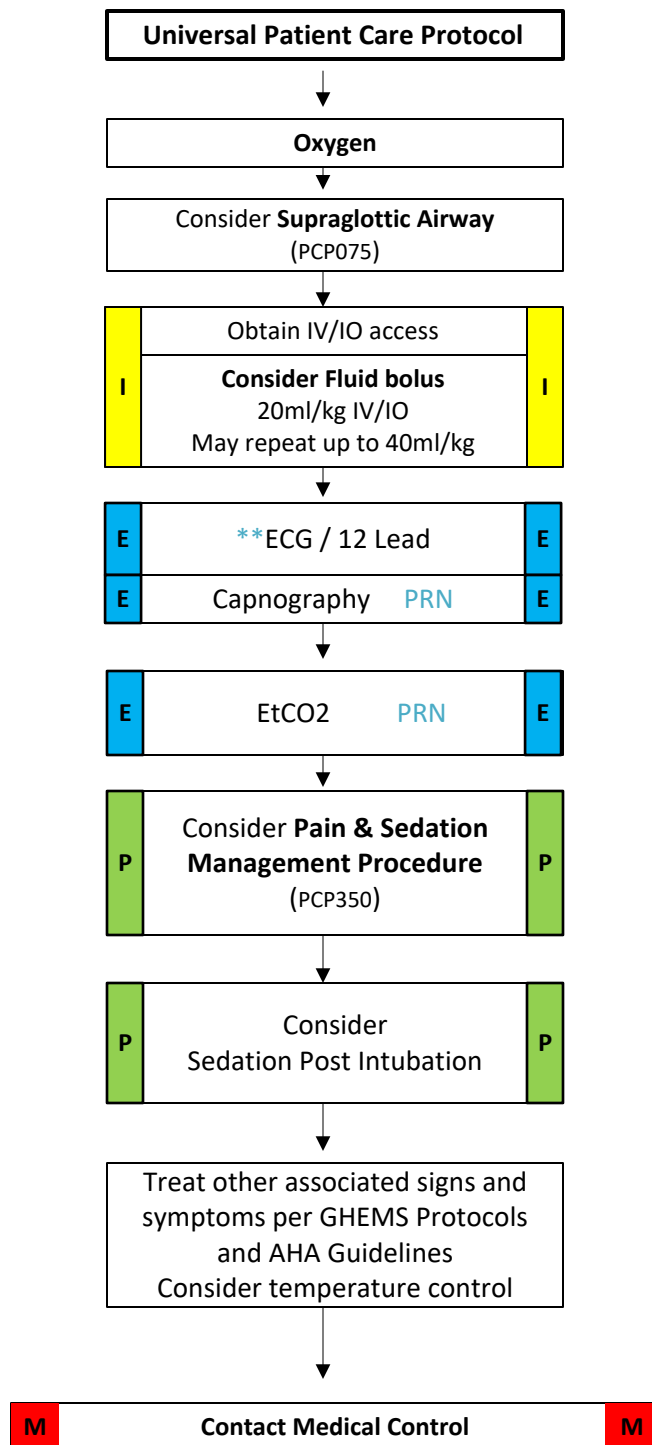 Universal Patient Care Protocol
Oxygen
Consider Supraglottic Airway
(PCP075)
I
Obtain IV/IO access
I
Consider Fluid bolus
20ml/kg IV/IO
May repeat up to 40ml/kg
E
**ECG / 12 Lead
E
E
Capnography PRN
E
E
EtCO2 PRN
E
P
Consider Pain & Sedation
Management Procedure
(PCP350)
P
P
Consider
Sedation Post Intubation
P
Treat other associated signs and
symptoms per GHEMS Protocols
and AHA Guidelines
Consider temperature control
M
Contact Medical Control
M